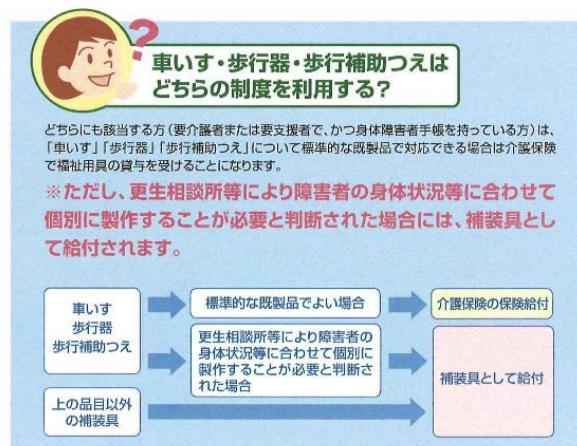 ?
車いす・歩行器・歩行補助つえは
どちらの制度を利用する?
どちらにも該当する方(要介護者または要支援者で、かつ身体障害者手帳を持っている方)は、
「車いす」「歩行器」「歩行補助つえ」について標準的な既製品で対応できる場合は介護保険
で福祉用具の貸与を受けることになります。
※ただし、更生相談所等により障害者の身体状況等に合わせて
個別に製作することが必要と判断された場合には、補装具とし
て給付されます。
車いす
歩行器
歩行補助つえ
標準的な既製品でよい場合
介護保険の保険給付
更生相談所等により障害者の
身体状況等に合わせて個別に
製作することが必要と判断さ
れた場合
補装具として給付
上の品目以外
の補装具